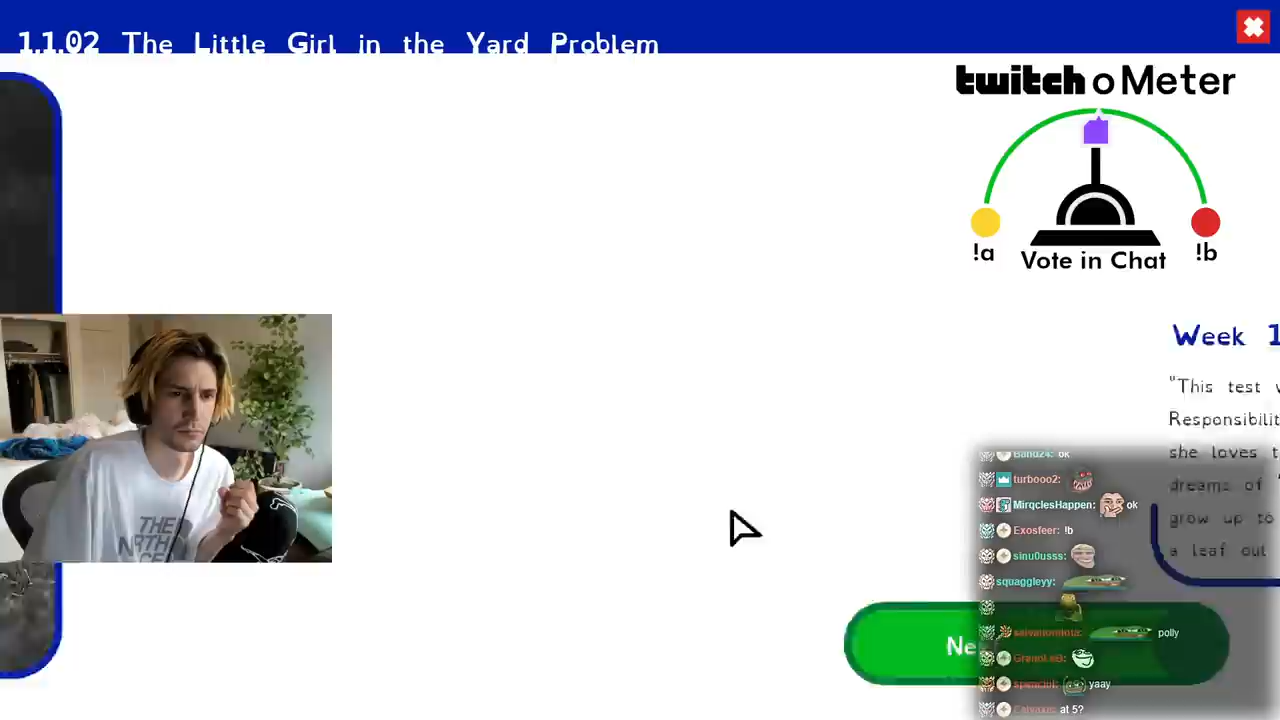 1.1.02 The Little Girl in the Yard Problem
twitch o Meter
!a
Vote in Chat
!b
Week 1
"This test
Responsibilit
she loves t
dreams of
grow up to
a leaf out
Band24: ok
turbooo2:
MirqclesHappen: ok
Exosfeer: !b
sinu0usss:
squaggleyy:
polly
yaay
at 5?
Ne
THE
NORTH